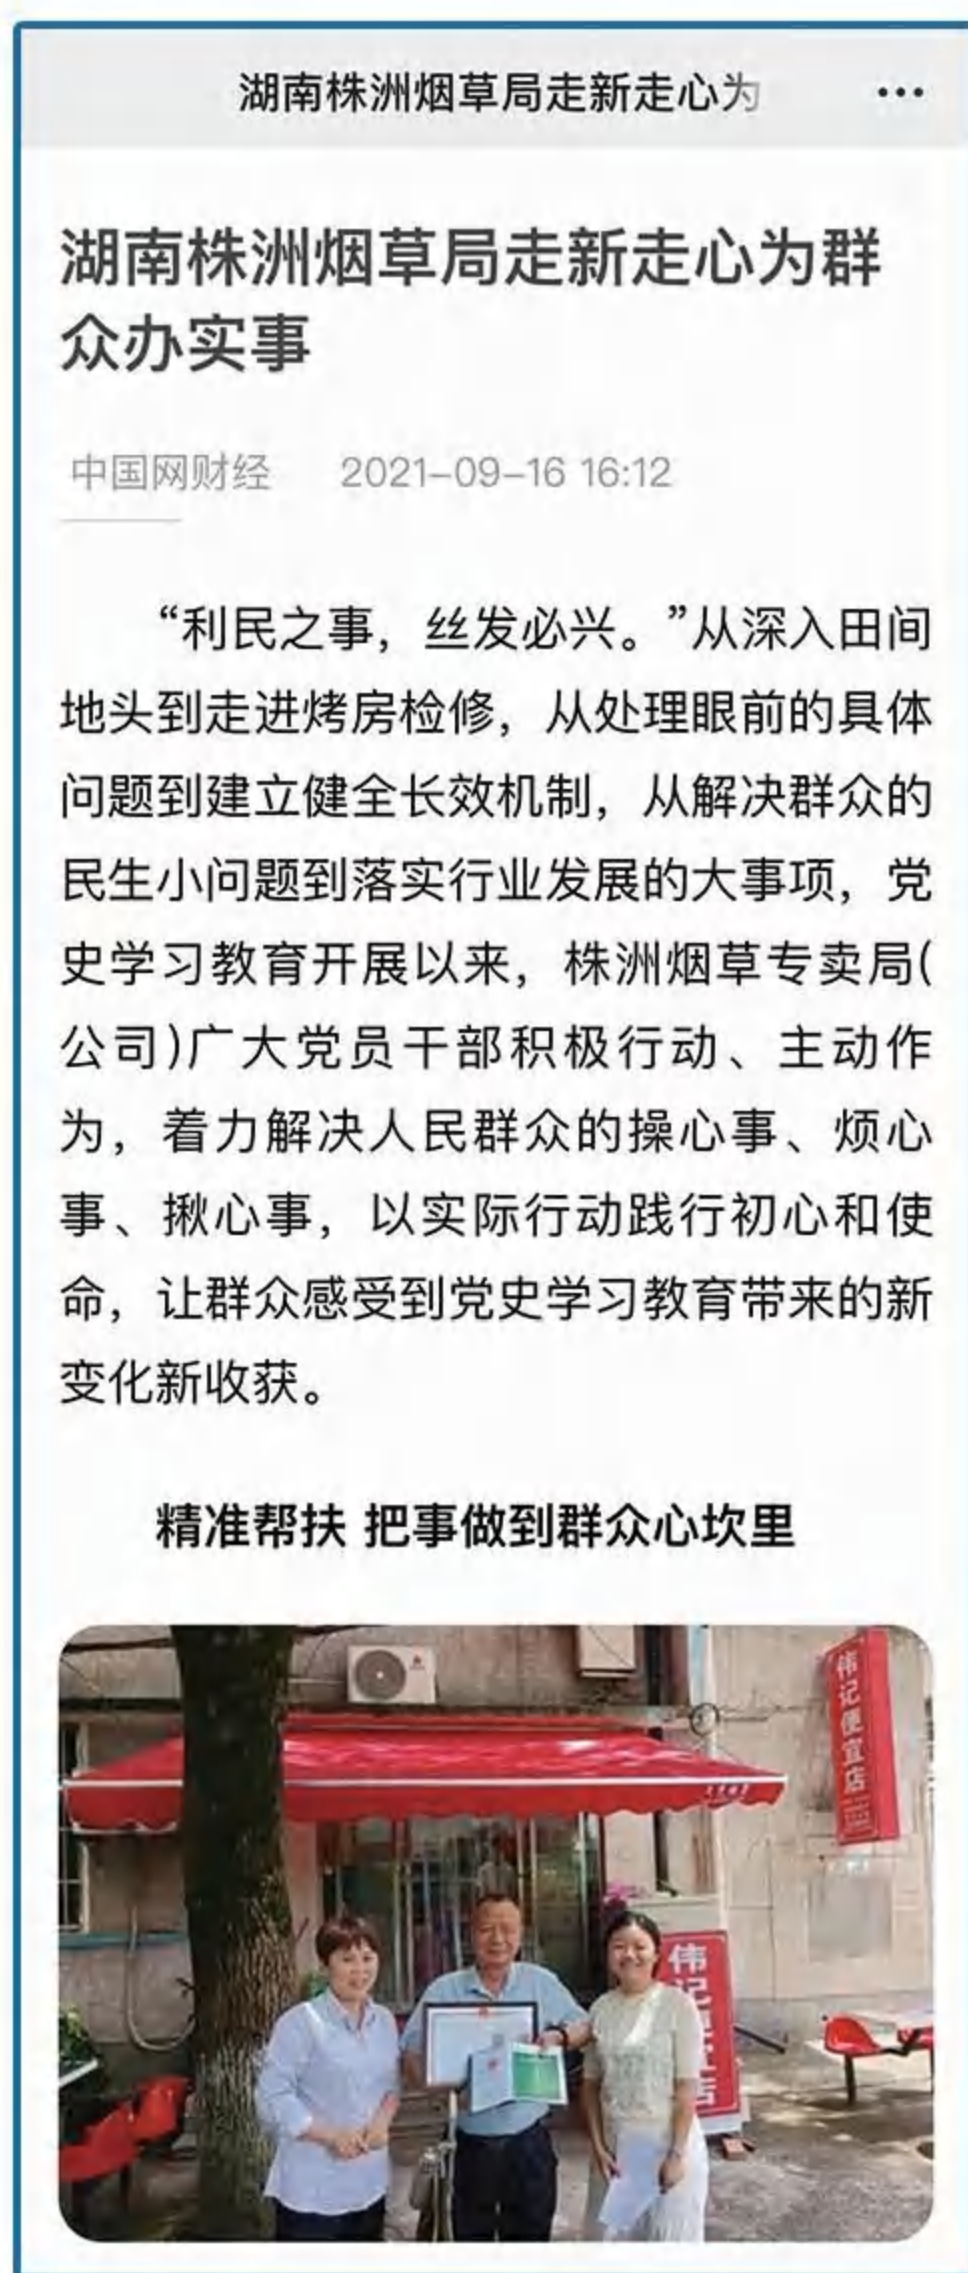 湖南株洲烟草局走新走心为
湖南株洲烟草局走新走心为群
众办实事
中国网财经 2021-09-16 16:12
“利民之事，丝发必兴。”从深入田间
地头到走进烤房检修，从处理眼前的具体
问题到建立健全长效机制，从解决群众的
民生小问题到落实行业发展的大事项，党
史学习教育开展以来，株洲烟草专卖局(
公司)广大党员干部积极行动、主动作
为，着力解决人民群众的操心事、烦心
事、揪心事，以实际行动践行初心和使
命，让群众感受到党史学习教育带来的新
变化新收获。
精准帮扶 把事做到群众心坎里
伟记便宜店
伟记
店